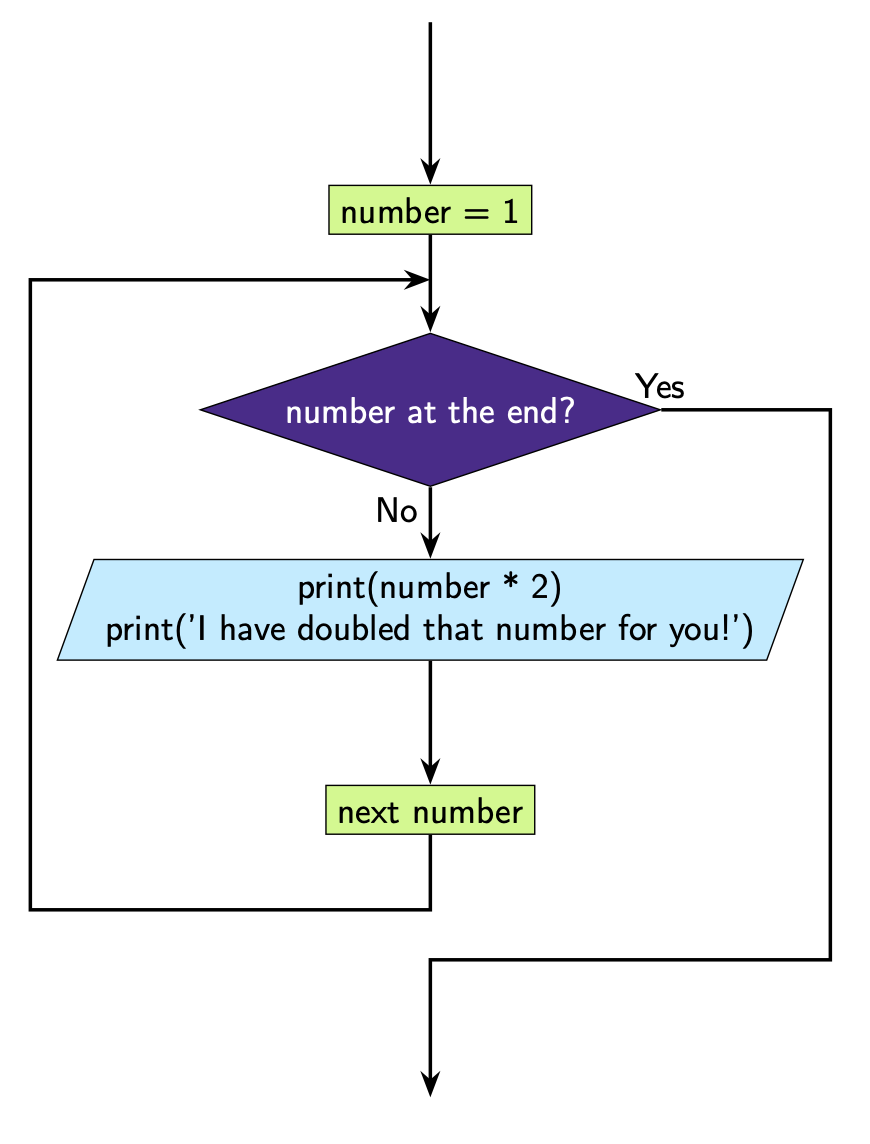 number = 1
number at the end?
Yes
No
print(number * 2)
print('I have doubled that number for you!')
next number